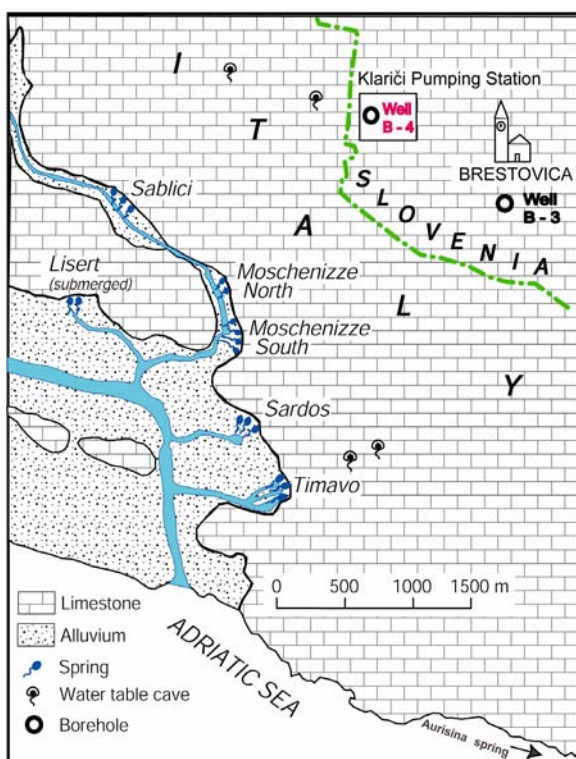 I
T
A
L
Y
Klariči Pumping Station
Well
B - 4
BRESTOVICA
Well
B - 3
SLOVENIA
Sablici
Lisert
(submerged)
Moschenizze
North
Moschenizze
South
Sardos
Timavo
0 500 1000 1500 m
Limestone
Alluvium
Spring
Water table cave
Borehole
ADRIATIC SEA
Aurisina spring